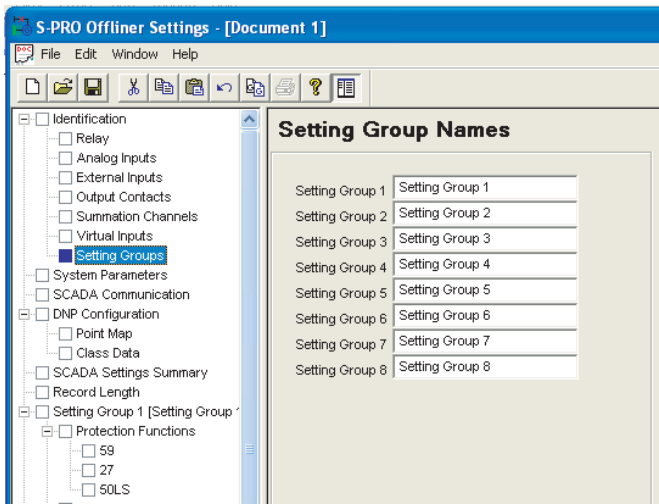 S-PRO Offliner Settings - [Document 1]
DOC File Edit Window Help
Identification
Relay
Analog Inputs
External Inputs
Output Contacts
Summation Channels
Virtual Inputs
Setting Groups
System Parameters
SCADA Communication
DNP Configuration
Point Map
Class Data
SCADA Settings Summary
Record Length
Setting Group 1 [Setting Group
Protection Functions
59
27
50LS
Setting Group Names
Setting Group 1 Setting Group 1
Setting Group 2 Setting Group 2
Setting Group 3 Setting Group 3
Setting Group 4 Setting Group 4
Setting Group 5 Setting Group 5
Setting Group 6 Setting Group 6
Setting Group 7 Setting Group 7
Setting Group 8 Setting Group 8